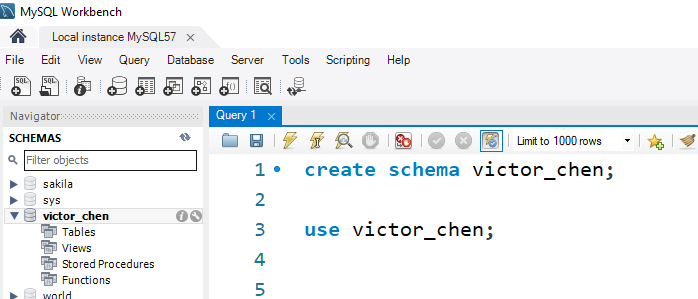 MySQL Workbench
Local instance MySQL57
File Edit View Query Database Server Tools Scripting Help
SQL SQL
Navigator
SCHEMAS
Filter objects
sakila
sys
victor_chen
Tables
Views
Stored Procedures
Functions
world
Query 1
Limit to 1000 rows
1 create schema victor_chen;
2
3 use victor_chen;
4
5